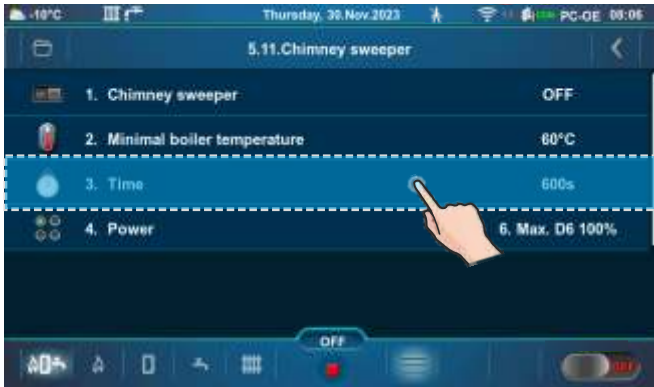 -10°C Thursday, 30.Nov.2023 PC-OE 08:06
5.11.Chimney sweeper
1. Chimney sweeper OFF
2. Minimal boiler temperature 60°C
3. Time 600s
4. Power 6. Max. D6 100%
OFF
OFF